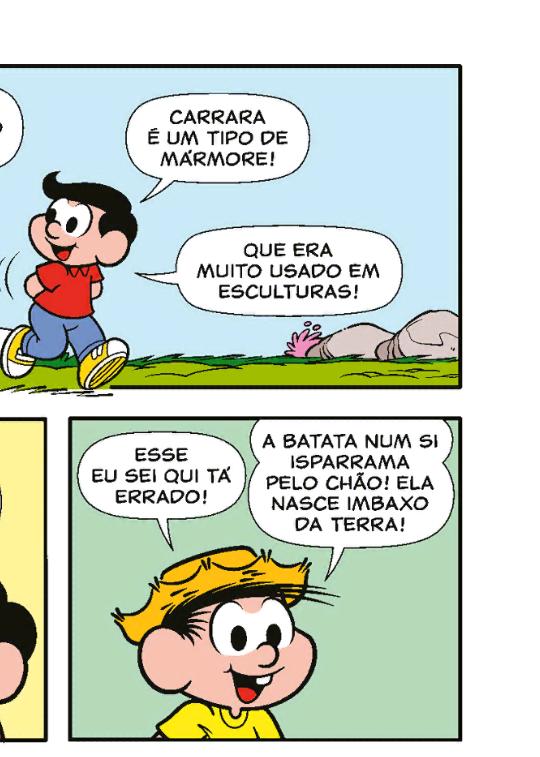 CARRARA
É UM TIPO DE
MÁRMORE!
QUE ERA
MUITO USADO EM
ESCULTURAS!
ESSE
EU SEI QUI TÁ
ERRADO!
A BATATA NUM SI
ISPARRAMA
PELO CHÃO! ELA
NASCE IMBAXO
DA TERRA!